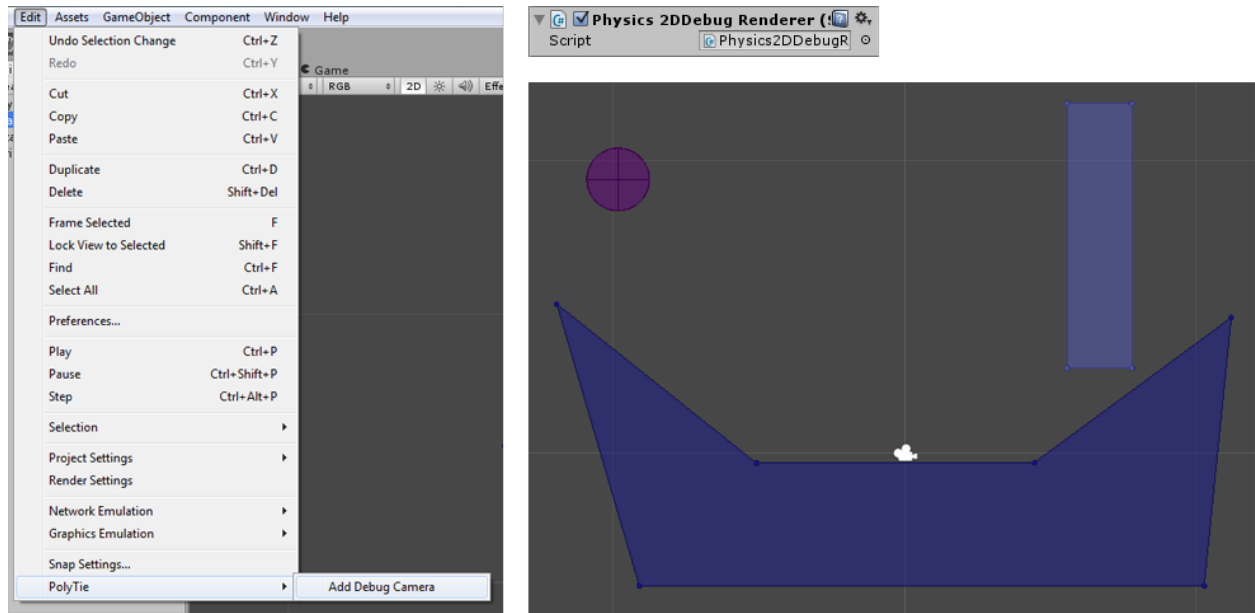 Edit Assets GameObject Component Window Help
Undo Selection Change Ctrl+Z
Redo Ctrl+Y
Cut Ctrl+X
Copy Ctrl+C
Paste Ctrl+V
Duplicate Ctrl+D
Delete Shift+Del
Frame Selected F
Lock View to Selected Shift+F
Find Ctrl+F
Select All Ctrl+A
Preferences...
Play Ctrl+P
Pause Ctrl+Shift+P
Step Ctrl+Alt+P
Selection
Project Settings
Render Settings
Network Emulation
Graphics Emulation
Snap Settings...
PolyTie
Add Debug Camera
Game
RGB 2D Effe
Physics 2DDebug Renderer (
Script Physics2DDebugR